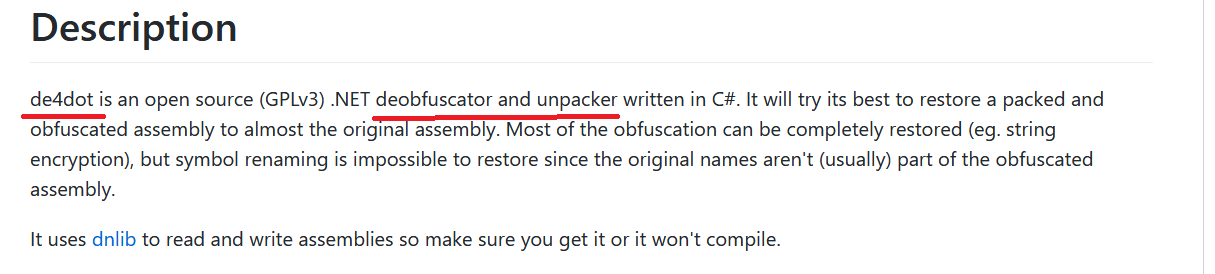 Description
de4dot is an open source (GPLv3) .NET deobfuscator and unpacker written in C#. It will try its best to restore a packed and
obfuscated assembly to almost the original assembly. Most of the obfuscation can be completely restored (eg. string
encryption), but symbol renaming is impossible to restore since the original names aren't (usually) part of the obfuscated
assembly.
It uses dnlib to read and write assemblies so make sure you get it or it won't compile.